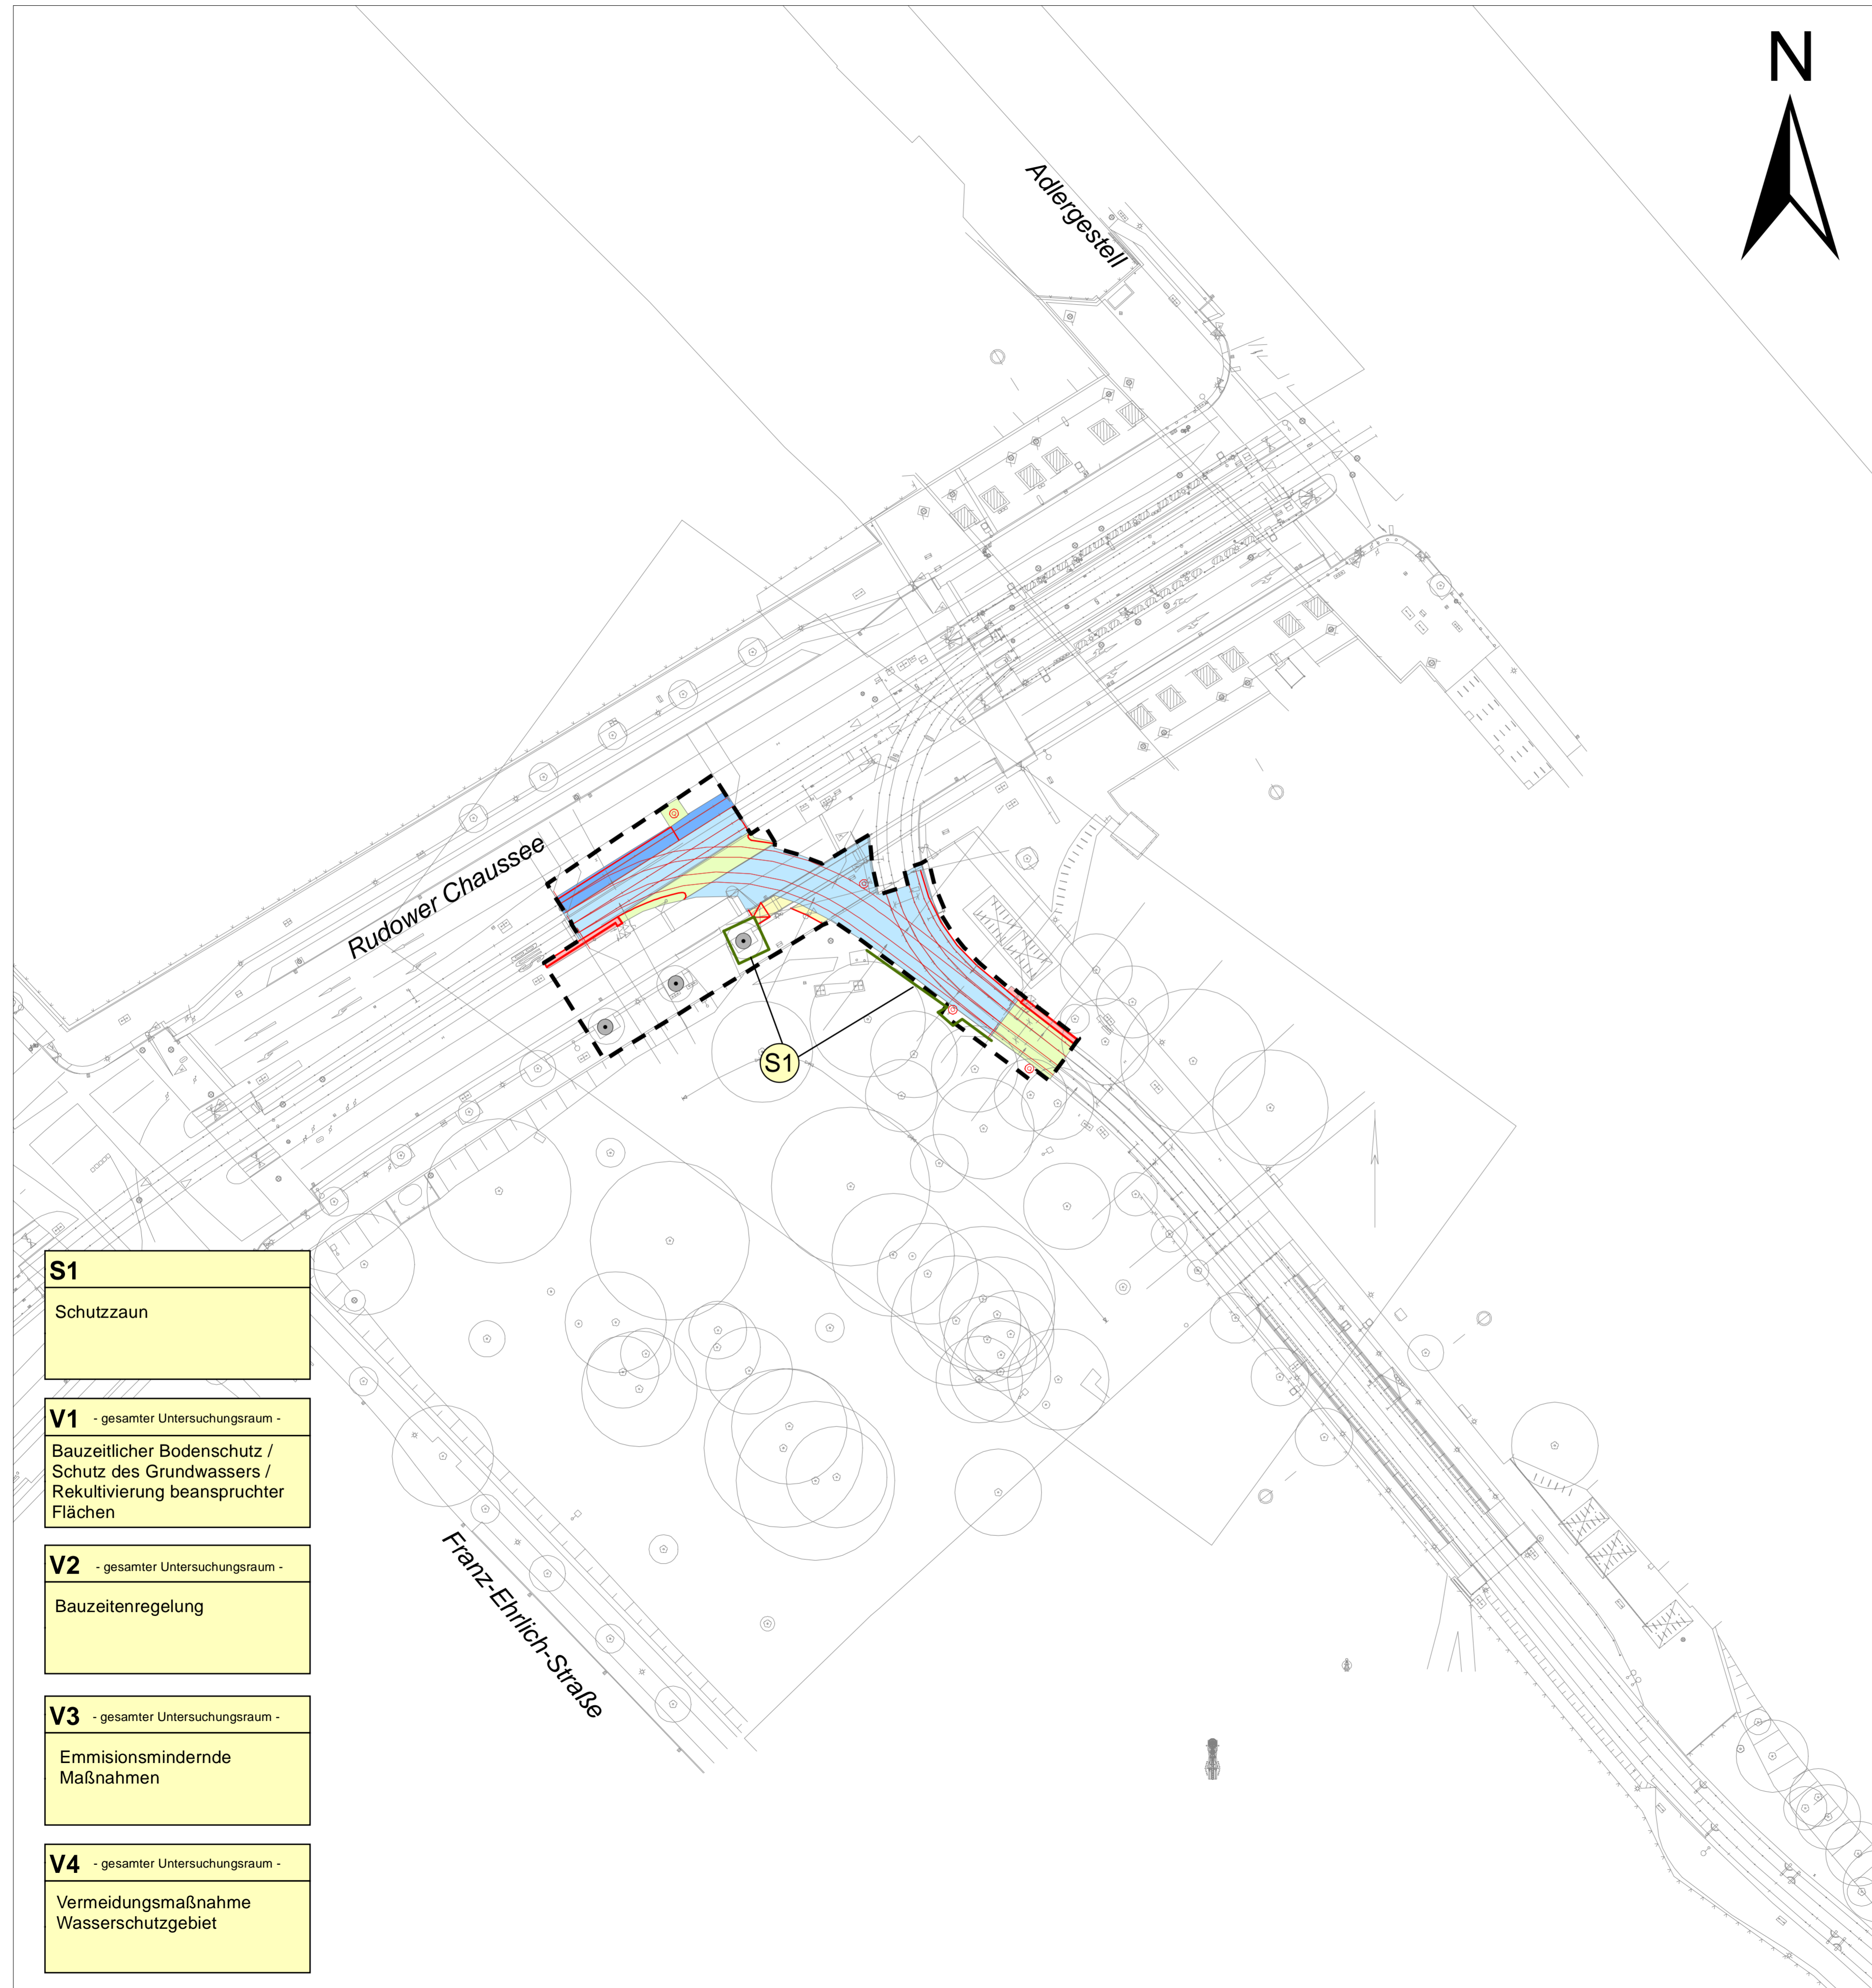 N
Adlergestell
Rudower Chaussee
S1
Franz-Ehrlich-Straße
S1
Schutzzaun
V1 - gesamter Untersuchungsraum -
Bauzeitlicher Bodenschutz /
Schutz des Grundwassers /
Rekultivierung beanspruchter
Flächen
V2 - gesamter Untersuchungsraum -
Bauzeitenregelung
V3 - gesamter Untersuchungsraum -
Emmisionsmindernde
Maßnahmen
V4 - gesamter Untersuchungsraum -
Vermeidungsmaßnahme
Wasserschutzgebiet